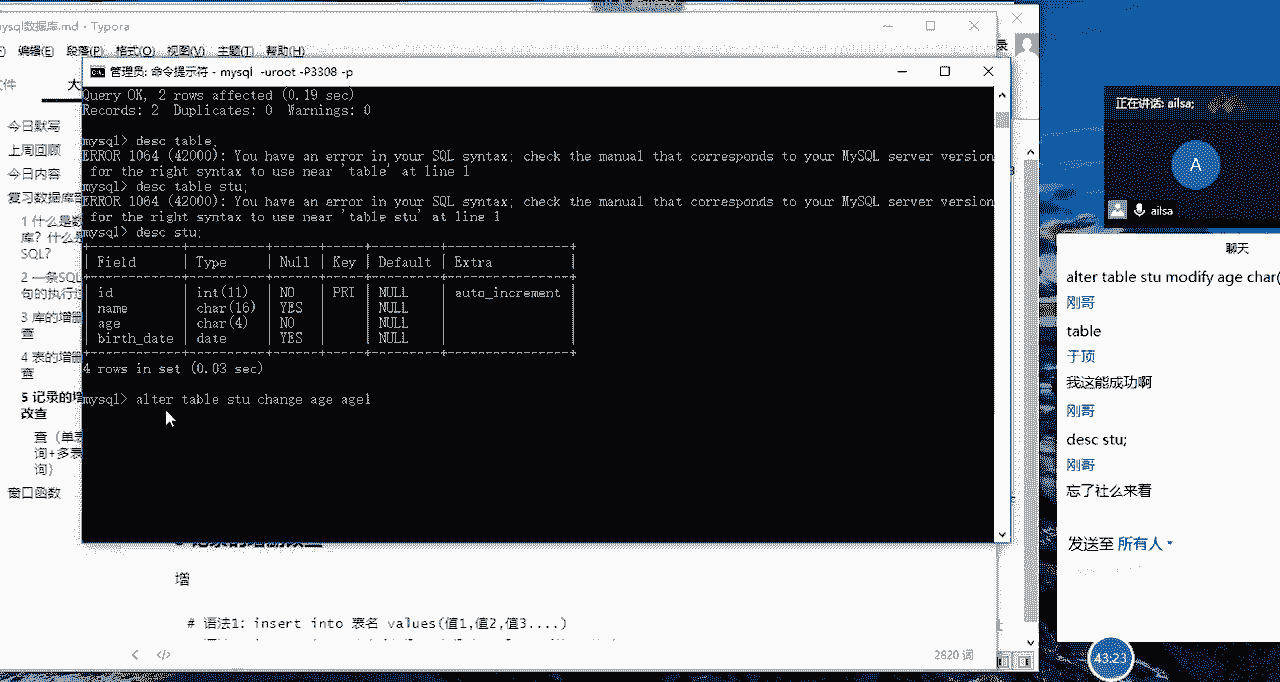 ysql数据库.md - Typora
编辑(E) 段落(P) 格式(O) 视图(V) 主题(T) 帮助(H)
文件
大
今日默写
上周回顾
今日内容
复习数据库
1 什么是数
库? 什么是
SQL?
2 一条SQL
句的执行过
3 库的增删
查
4 表的增删
查
5 记录的增
改查
查（单表
询+多表
询）
窗口函数
管理员: 命令提示符 - mysql -uroot -P3308 -p
Query OK, 2 rows affected (0.19 sec)
Records: 2 Duplicates: 0 Warnings: 0
mysql> desc table;
ERROR 1064 (42000): You have an error in your SQL syntax; check the manual that corresponds to your MySQL server version
for the right syntax to use near 'table' at line 1
mysql> desc table stu;
ERROR 1064 (42000): You have an error in your SQL syntax; check the manual that corresponds to your MySQL server version
for the right syntax to use near 'table stu' at line 1
mysql> desc stu;
| Field | Type | Null | Key | Default | Extra |
| id | int(11) | NO | PRI | NULL | auto_increment |
| name | char(16) | YES | | NULL | |
| age | char(4) | NO | | NULL | |
| birth_date | date | YES | | NULL | |
4 rows in set (0.03 sec)
mysql> alter table stu change age age1
增
# 语法1: insert into 表名 values(值1,值2,值3....)
2820 词
正在讲话: ailsa;
A
ailsa
聊天
alter table stu modify age char(
刚哥
table
于顶
我这能成功啊
刚哥
desc stu;
刚哥
忘了社么来着
发送至 所有人
43:23